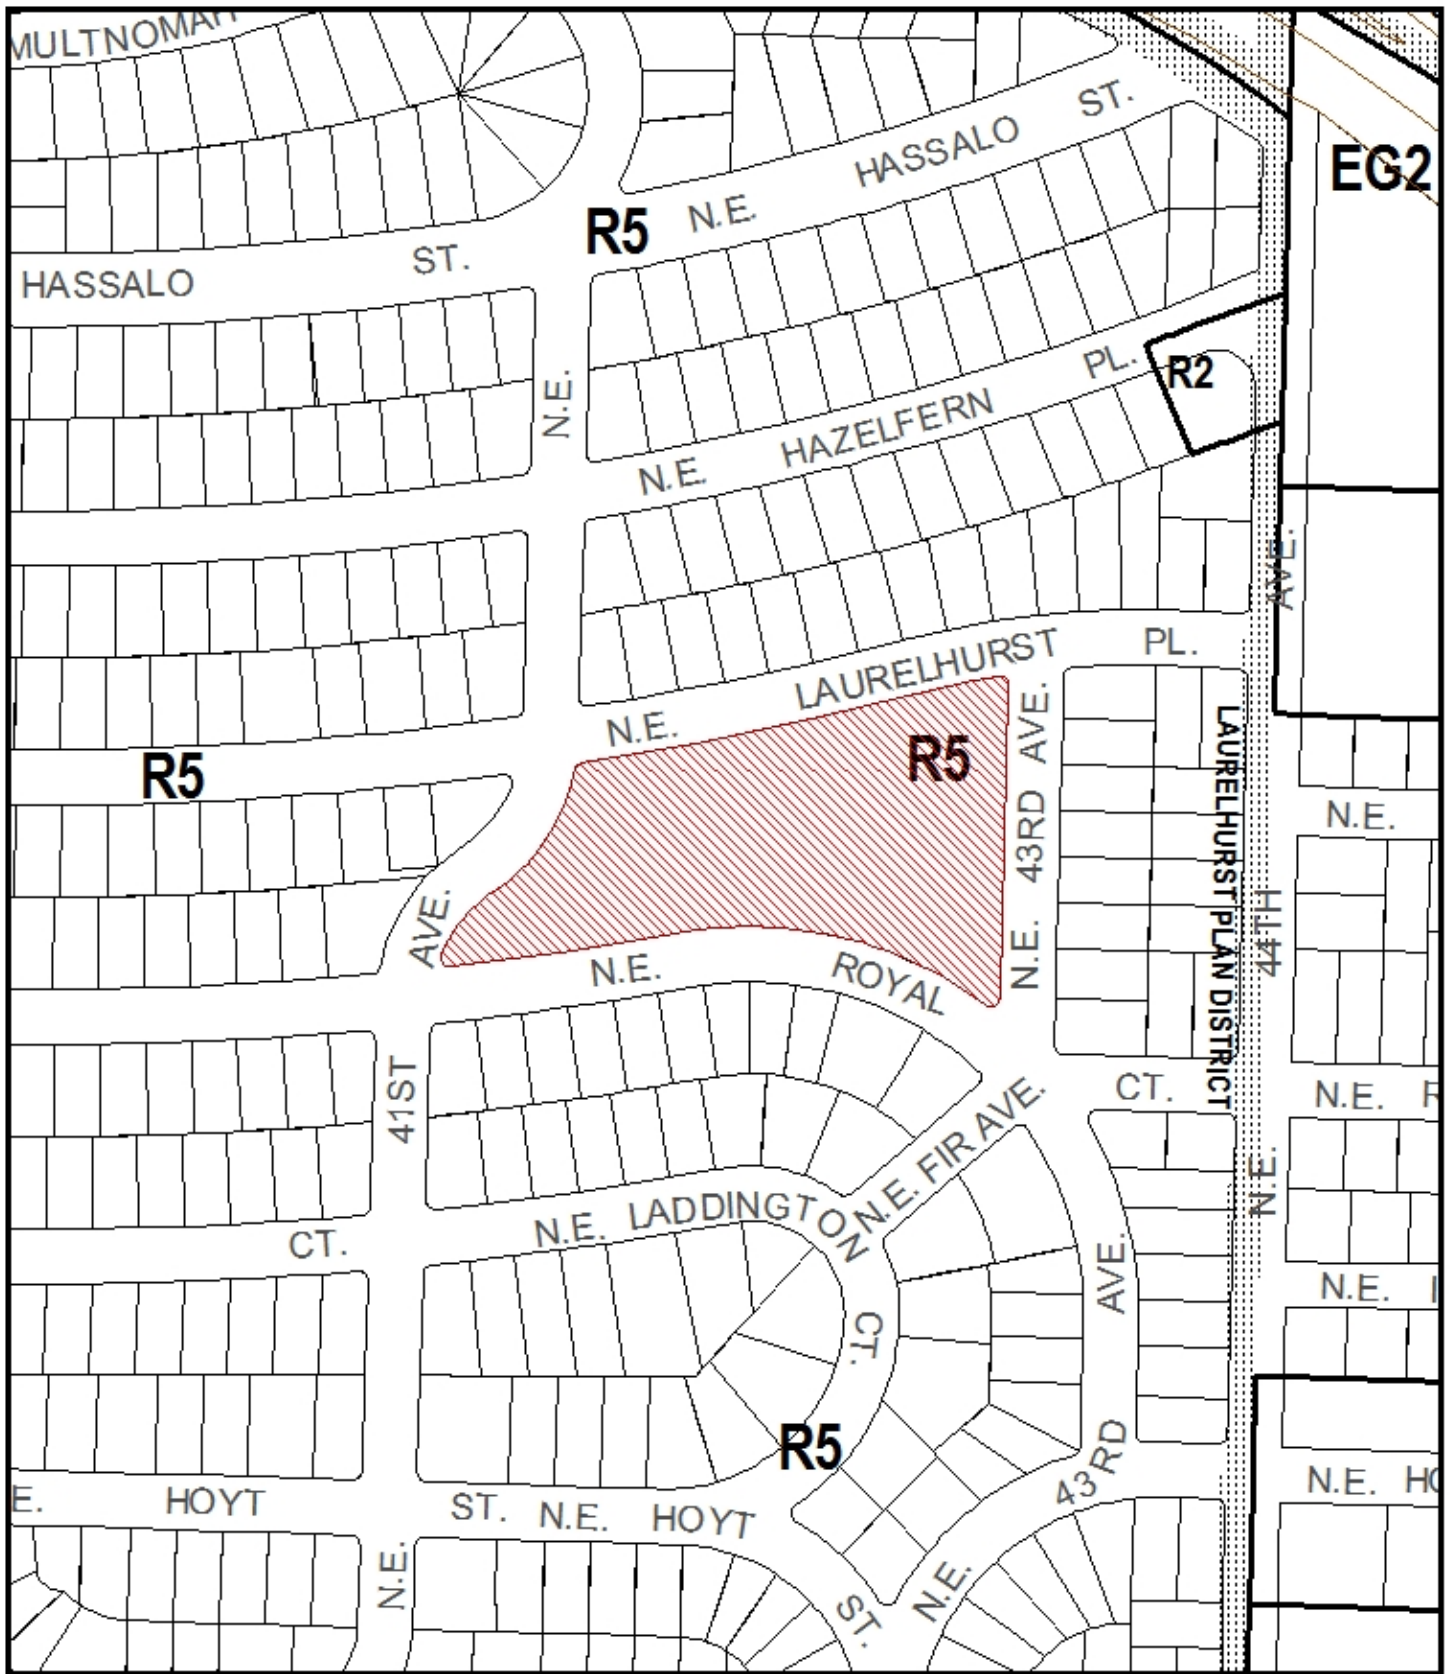 MULTNOMAH
ST.
HASSALO
EG2
N.E.
R5
ST.
HASSALO
PL.
R2
N.E.
HAZELFERN
N.E.
AVE.
PL.
LAURELHURST
N.E.
R5
R5
AVE.
43RD
N.E.
LAURELHURST PLAN DISTRICT
N.E.
AVE.
44TH
N.E.
ROYAL
41ST
CT.
N.E. R
N.E. FIR AVE.
N.E.
N.E. LADDINGTON
CT.
CT.
AVE.
N.E.
R5
43RD
N.E. HO
E. HOYT
ST. N.E. HOYT
ST.
N.E.
N.E.